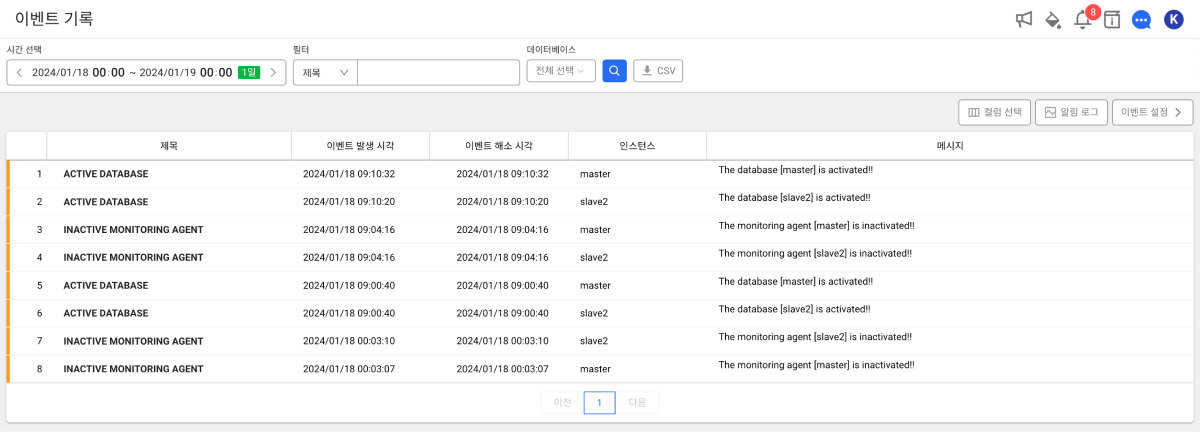 이벤트 기록
8
K
시간 선택 필터 데이터베이스
2024/01/18 00:00 ~ 2024/01/19 00:00 1일 제목 전체 선택 CSV
컬럼 선택 알림 로그 이벤트 설정
제목 이벤트 발생 시각 이벤트 해소 시각 인스턴스 메시지
1 ACTIVE DATABASE 2024/01/18 09:10:32 2024/01/18 09:10:32 master The database [master] is activated!!
2 ACTIVE DATABASE 2024/01/18 09:10:20 2024/01/18 09:10:20 slave2 The database [slave2] is activated!!
3 INACTIVE MONITORING AGENT 2024/01/18 09:04:16 2024/01/18 09:04:16 master The monitoring agent [master] is inactivated!!
4 INACTIVE MONITORING AGENT 2024/01/18 09:04:16 2024/01/18 09:04:16 slave2 The monitoring agent [slave2] is inactivated!!
5 ACTIVE DATABASE 2024/01/18 09:00:40 2024/01/18 09:00:40 master The database [master] is activated!!
6 ACTIVE DATABASE 2024/01/18 09:00:40 2024/01/18 09:00:40 slave2 The database [slave2] is activated!!
7 INACTIVE MONITORING AGENT 2024/01/18 00:03:10 2024/01/18 00:03:10 slave2 The monitoring agent [slave2] is inactivated!!
8 INACTIVE MONITORING AGENT 2024/01/18 00:03:07 2024/01/18 00:03:07 master The monitoring agent [master] is inactivated!!
이전 1 다음